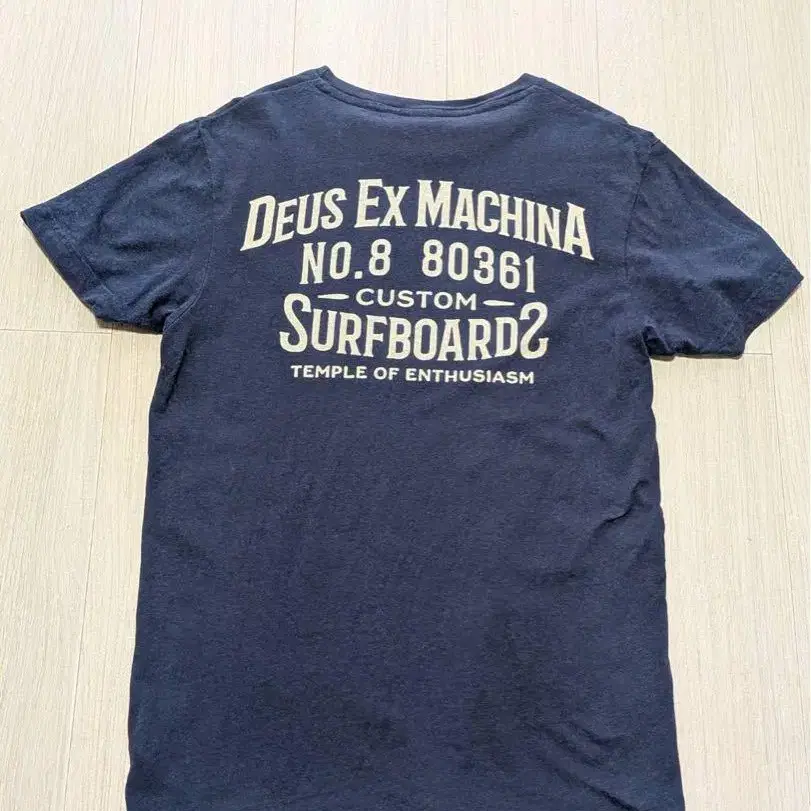 DEUS EX MACHINA
NO.8 80361
CUSTOM
SURFBOARDS
TEMPLE OF ENTHUSIASM